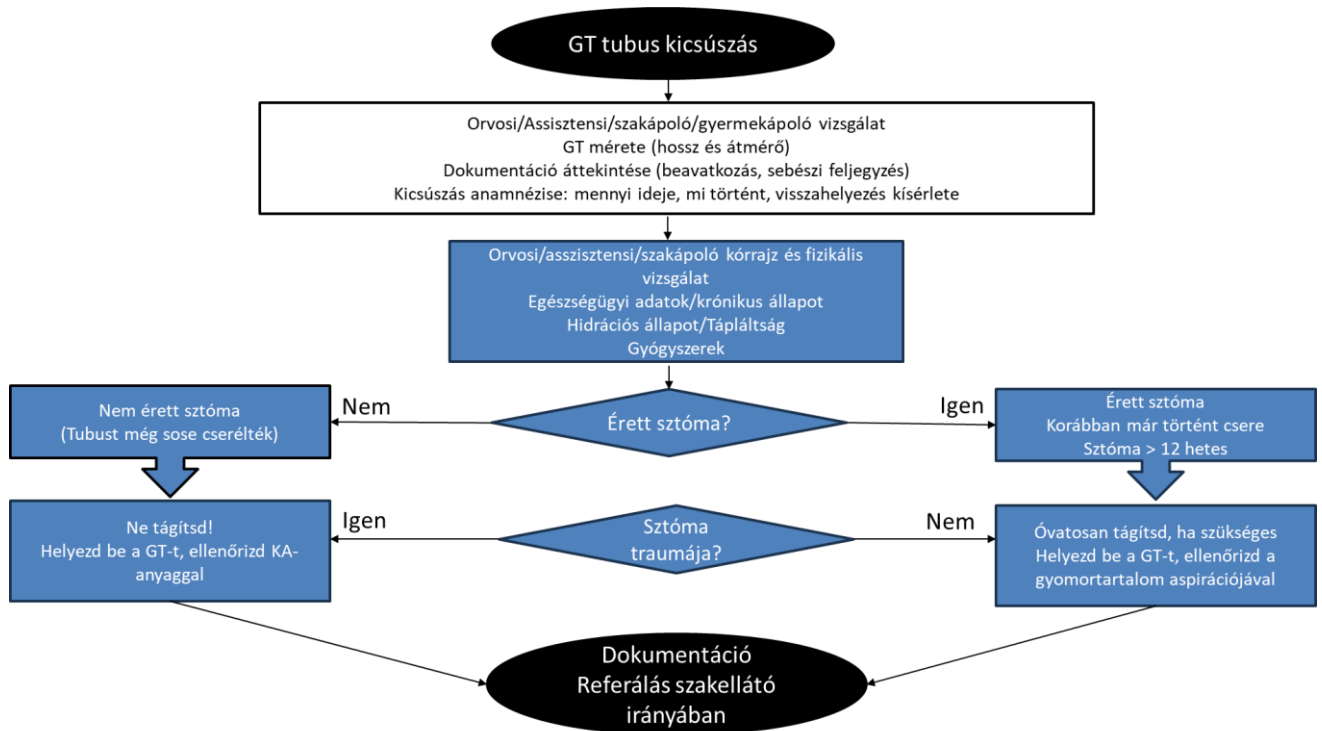 GT tubus kicsúszás
Orvosi/Assisztensi/szakápoló/gyermekápoló vizsgálat
GT mérete (hossz és átmérő)
Dokumentáció áttekintése (beavatkozás, sebészi feljegyzés)
Kicsúszás anamnézise: mennyi ideje, mi történt, visszahelyezés kísérlete
Orvosi/asszisztensi/szakápoló kórrajz és fizikális
vizsgálat
Egészségügyi adatok/krónikus állapot
Hidrációs állapot/Tápláltság
Gyógyszerek
Nem érett sztóma
(Tubust még sose cserélték)
Nem
Érett sztóma?
Igen
Érett sztóma
Korábban már történt csere
Sztóma > 12 hetes
Ne tágítsd!
Helyezd be a GT-t, ellenőrizd KA-
anyaggal
Igen
Sztóma
traumája?
Nem
Óvatosan tágítsd, ha szükséges
Helyezd be a GT-t, ellenőrizd a
gyomortartalom aspirációjával
Dokumentáció
Referálás szakellátó
irányában